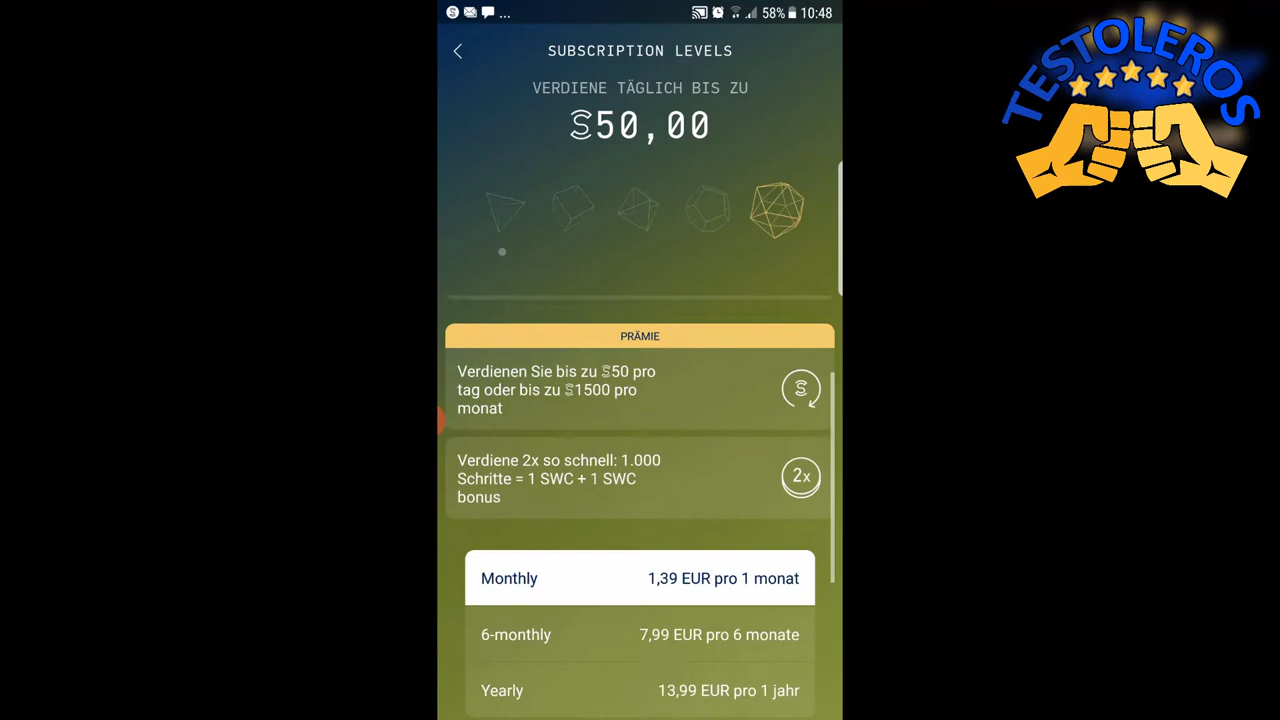 ... 58% 10:48
SUBSCRIPTION LEVELS
VERDIENE TÄGLICH BIS ZU
S50,00
PRÄMIE
Verdienen Sie bis zu S50 pro
tag oder bis zu S1500 pro
monat
S
Verdiene 2x so schnell: 1.000
Schritte = 1 SWC + 1 SWC
bonus
2x
Monthly 1,39 EUR pro 1 monat
6-monthly 7,99 EUR pro 6 monate
Yearly 13,99 EUR pro 1 jahr
TESTOLEROS